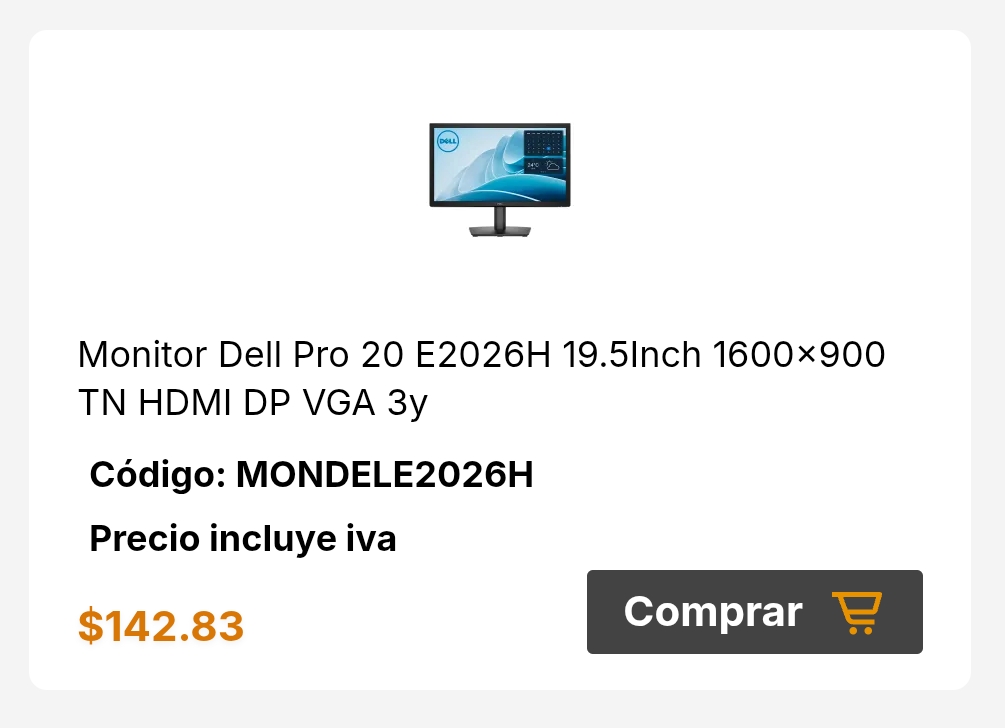 DELL
Monitor Dell Pro 20 E2026H 19.5Inch 1600×900
TN HDMI DP VGA 3y
Código: MONDELE2026H
Precio incluye iva
$142.83
Comprar